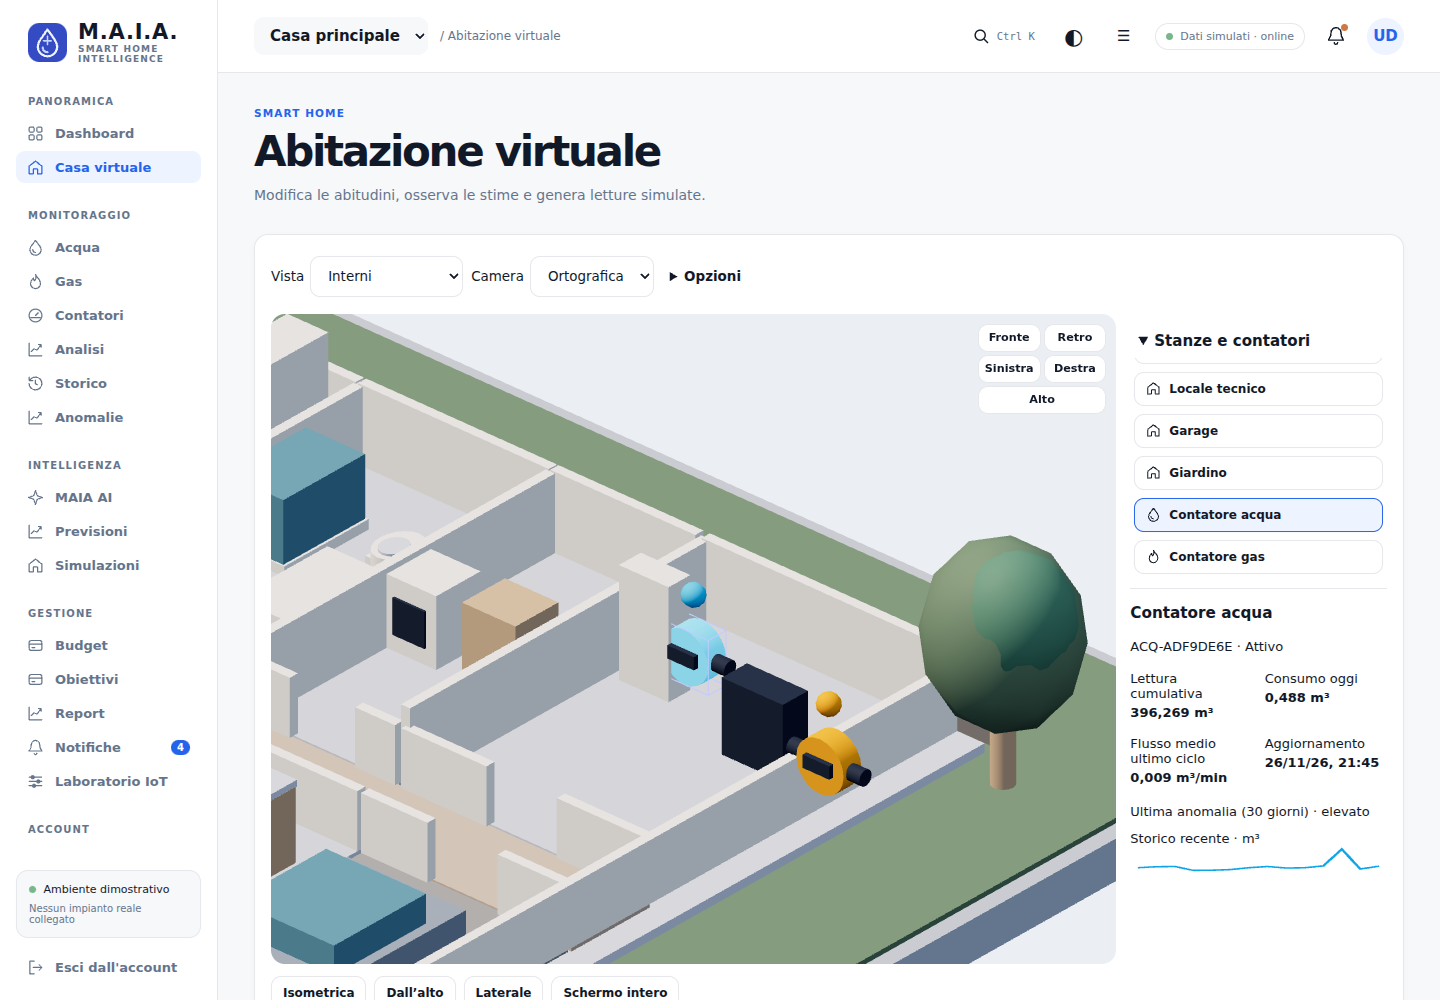 M.A.I.A.
SMART HOME
INTELLIGENCE
PANORAMICA
Dashboard
Casa virtuale
MONITORAGGIO
Acqua
Gas
Contatori
Analisi
Storico
Anomalie
INTELLIGENZA
MAIA AI
Previsioni
Simulazioni
GESTIONE
Budget
Obiettivi
Report
Notifiche 4
Laboratorio IoT
ACCOUNT
Ambiente dimostrativo
Nessun impianto reale
collegato
Esci dall'account
Casa principale / Abitazione virtuale
Ctrl K
Dati simulati · online
UD
SMART HOME
Abitazione virtuale
Modifica le abitudini, osserva le stime e genera letture simulate.
Vista Interni Camera Ortografica Opzioni
Fronte Retro
Sinistra Destra
Alto
Isometrica Dall’alto Laterale Schermo intero
Stanze e contatori
Locale tecnico
Garage
Giardino
Contatore acqua
Contatore gas
Contatore acqua
ACQ-ADF9DE6E · Attivo
Lettura
cumulativa
396,269 m³
Consumo oggi
0,488 m³
Flusso medio
ultimo ciclo
0,009 m³/min
Aggiornamento
26/11/26, 21:45
Ultima anomalia (30 giorni) · elevato
Storico recente · m³